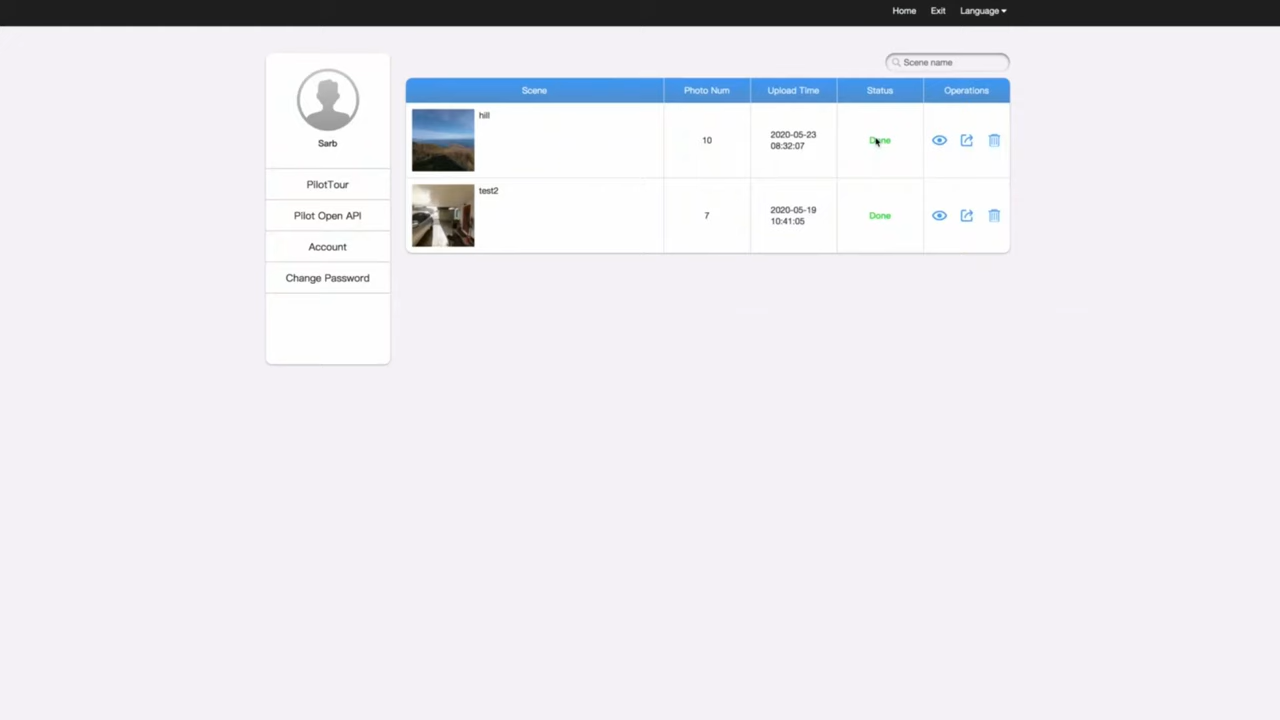 Home Exit Language
Scene name
Sarb
PilotTour
Pilot Open API
Account
Change Password
Scene Photo Num Upload Time Status Operations
hill
10
2020-05-23
08:32:07
Done
test2
7
2020-05-19
10:41:05
Done